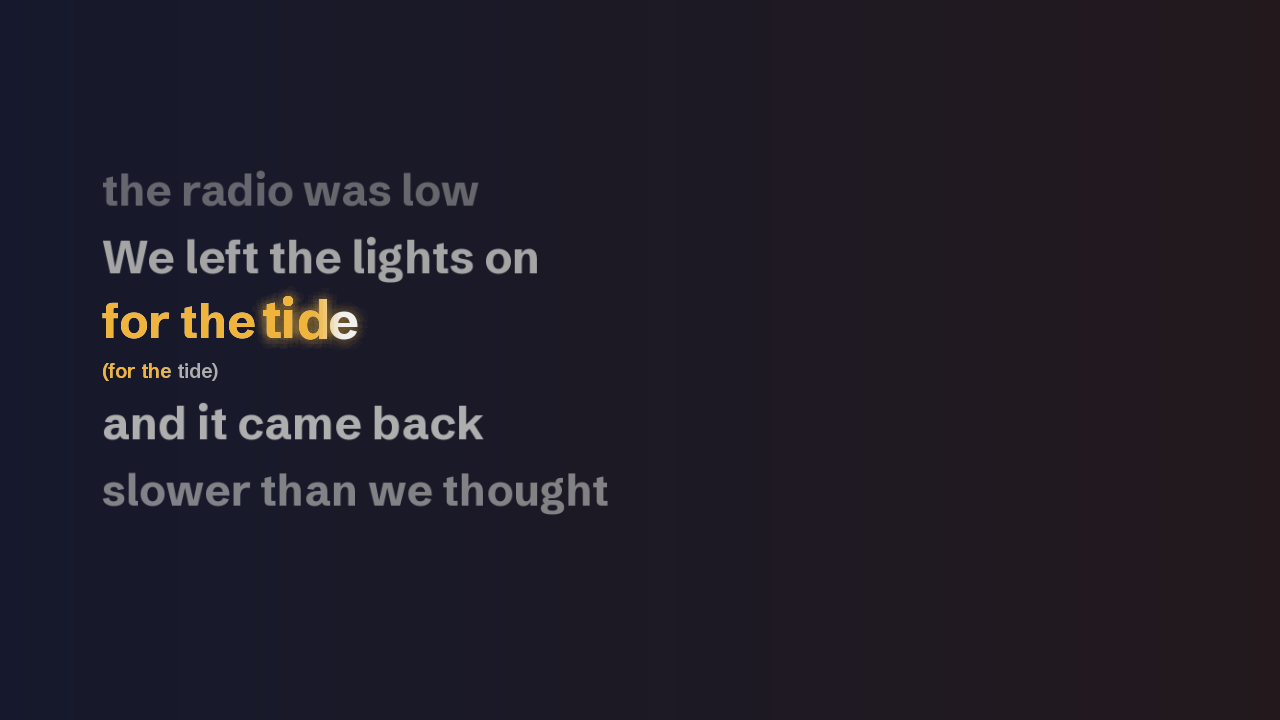 the radio was low
We left the lights on
for the tide
(for the tide)
and it came back
slower than we thought